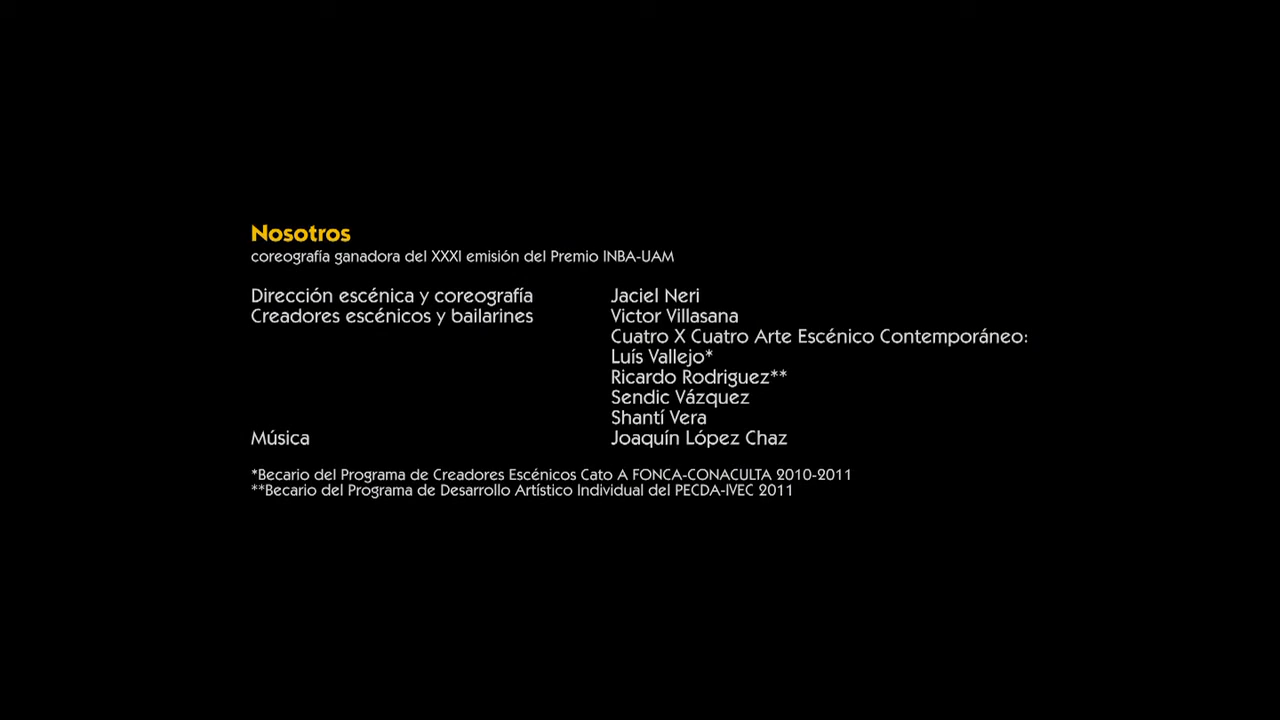 Nosotros
coreografía ganadora del XXXI emisión del Premio INBA-UAM
Dirección escénica y coreografía Jaciel Neri
Creadores escénicos y bailarines Victor Villasana
Cuatro X Cuatro Arte Escénico Contemporáneo:
Luís Vallejo*
Ricardo Rodriguez**
Sendic Vázquez
Shantí Vera
Música Joaquín López Chaz
*Becario del Programa de Creadores Escénicos Cato A FONCA-CONACULTA 2010-2011
**Becario del Programa de Desarrollo Artístico Individual del PECDA-IVEC 2011